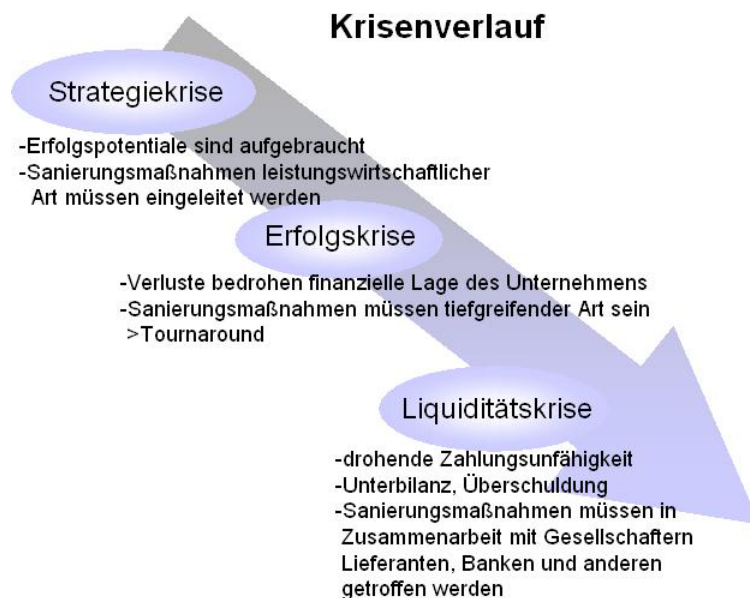 Krisenverlauf
Strategiekrise
-Erfolgspotentiale sind aufgebraucht
-Sanierungsmaßnahmen leistungswirtschaftlicher
Art müssen eingeleitet werden
Erfolgskrise
-Verluste bedrohen finanzielle Lage des Unternehmens
-Sanierungsmaßnahmen müssen tiefgreifender Art sein
>Tournaround
Liquiditätskrise
-drohende Zahlungsunfähigkeit
-Unterbilanz, Überschuldung
-Sanierungsmaßnahmen müssen in
Zusammenarbeit mit Gesellschaftern
Lieferanten, Banken und anderen
getroffen werden